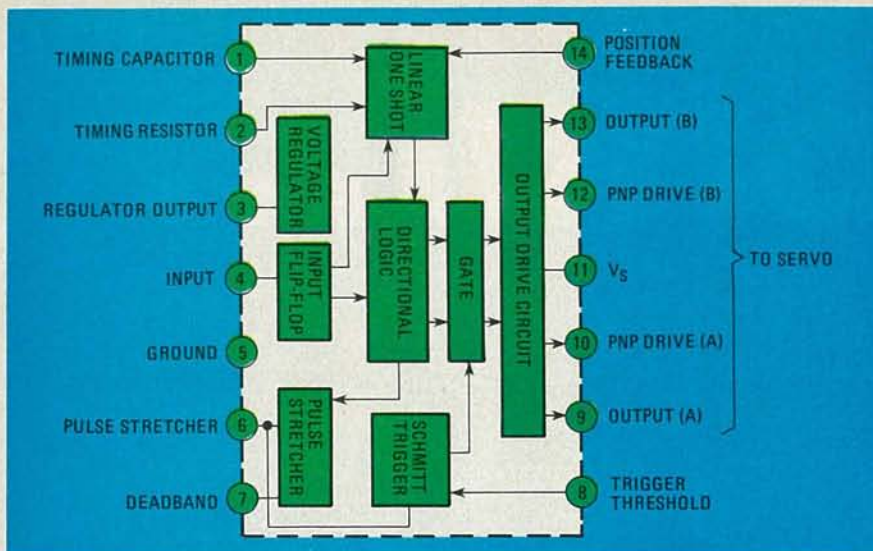 TIMING CAPACITOR
1
TIMING RESISTOR
2
REGULATOR OUTPUT
3
INPUT
4
GROUND
5
PULSE STRETCHER
6
DEADBAND
7
LINEAR
ONE SHOT
VOLTAGE
REGULATOR
INPUT
FLIP-FLOP
DIRECTIONAL
LOGIC
GATE
OUTPUT DRIVE CIRCUIT
PULSE
STRETCHER
SCHMITT
TRIGGER
14
POSITION
FEEDBACK
13
OUTPUT (B)
12
PNP DRIVE (B)
11
VS
10
PNP DRIVE (A)
9
OUTPUT (A)
8
TRIGGER
THRESHOLD
TO SERVO